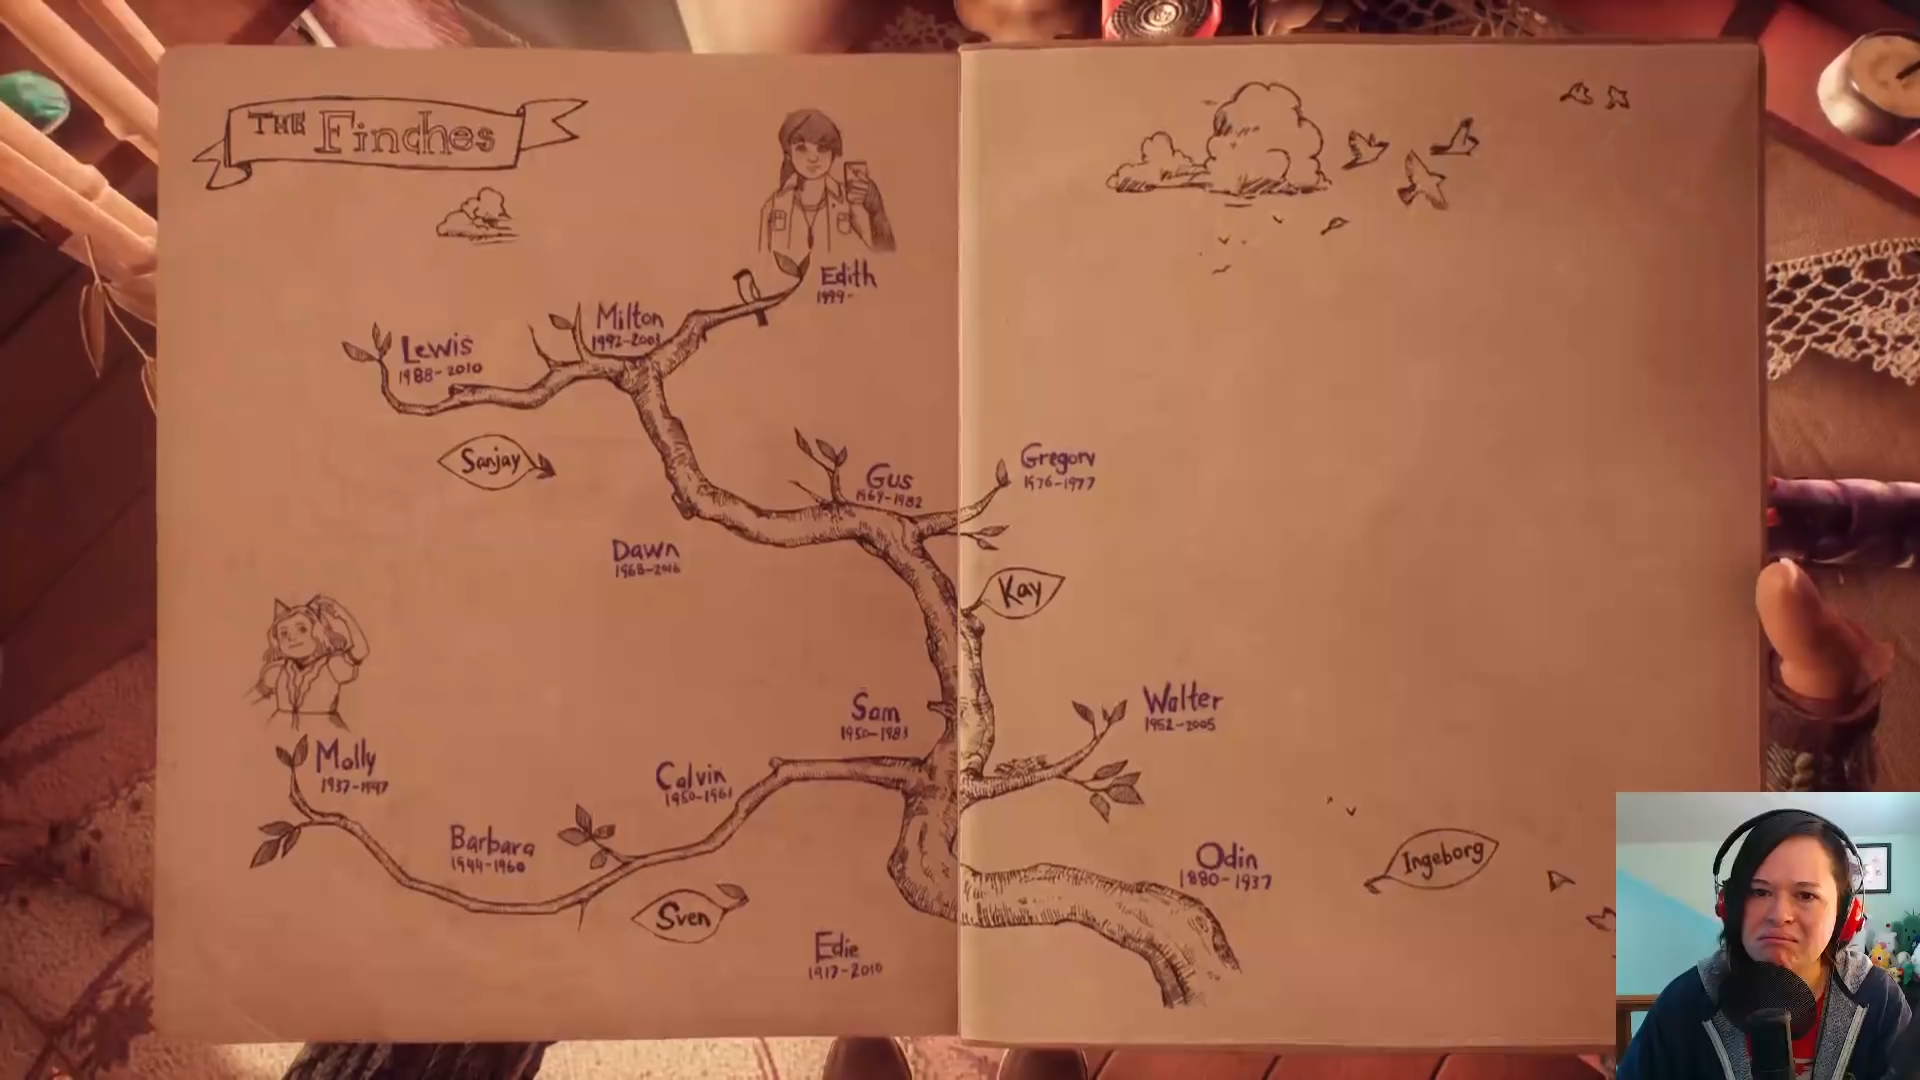 THE Finches
Edith
1999-
Milton
1992-2003
Lewis
1988-2010
Sanjay
Gus
1969-1982
Gregory
1976-1977
Dawn
1968-2016
Kay
Sam
1950-1983
Walter
1952-2005
Molly
1937-1947
Calvin
1950-1961
Barbara
1944-1960
Sven
Odin
1880-1937
Ingeborg
Edie
1917-2010